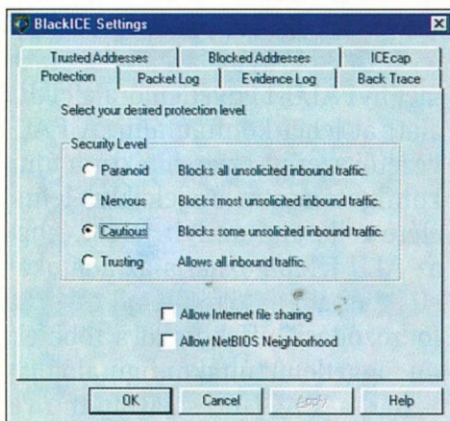 BlackICE Settings
Trusted Addresses Blocked Addresses ICEcap
Protection Packet Log Evidence Log Back Trace
Select your desired protection level.
Security Level
Paranoid Blocks all unsolicited inbound traffic.
Nervous Blocks most unsolicited inbound traffic.
Cautious Blocks some unsolicited inbound traffic.
Trusting Allows all inbound traffic.
Allow Internet file sharing
Allow NetBIOS Neighborhood
OK Cancel Apply Help